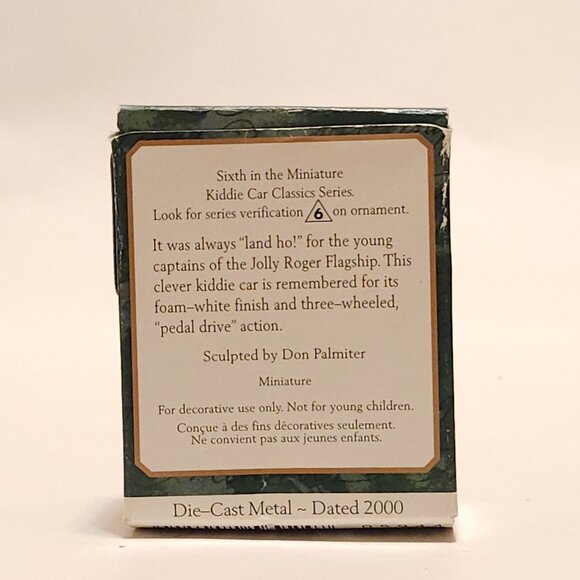 Sixth in the Miniature
Kiddie Car Classics Series.
Look for series verification 6 on ornament.
It was always “land ho!” for the young
captains of the Jolly Roger Flagship. This
clever kiddie car is remembered for its
foam–white finish and three–wheeled,
“pedal drive” action.
Sculpted by Don Palmiter
Miniature
For decorative use only. Not for young children.
Conçue à des fins décoratives seulement.
Ne convient pas aux jeunes enfants.
Die–Cast Metal ~ Dated 2000